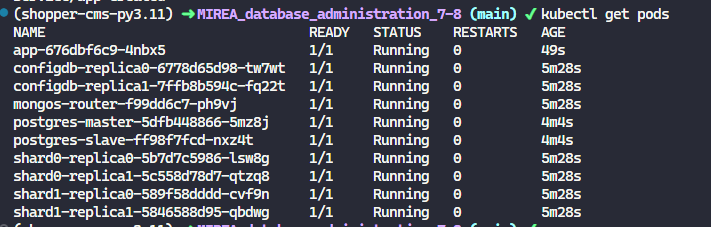 (shopper-cms-py3.11) ➜MIREA_database_administration_7-8 (main) ✓ kubectl get pods
NAME READY STATUS RESTARTS AGE
app-676dbf6c9-4nbx5 1/1 Running 0 49s
configdb-replica0-6778d65d98-tw7wt 1/1 Running 0 5m28s
configdb-replica1-7ffb8b594c-fq22t 1/1 Running 0 5m28s
mongos-router-f99dd6c7-ph9vj 1/1 Running 0 5m28s
postgres-master-5dfb448866-5mz8j 1/1 Running 0 4m4s
postgres-slave-ff98f7fcd-nxz4t 1/1 Running 0 4m4s
shard0-replica0-5b7d7c5986-lsw8g 1/1 Running 0 5m28s
shard0-replica1-5c558d78d7-qtzq8 1/1 Running 0 5m28s
shard1-replica0-589f58dddd-cvf9n 1/1 Running 0 5m28s
shard1-replica1-5846588d95-qbdwg 1/1 Running 0 5m28s